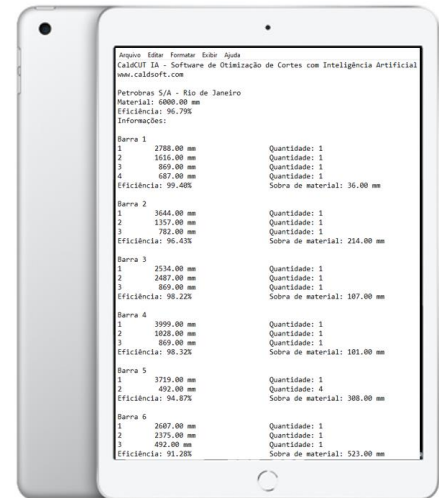 Arquivo Editar Formatar Exibir Ajuda
CaldCUT IA - Software de Otimização de Cortes com Inteligência Artificial
www.caldsoft.com
Petrobras S/A - Rio de Janeiro
Material: 6000.00 mm
Eficiência: 96.79%
Informações:
Barra 1
1 2788.00 mm Quantidade: 1
2 1616.00 mm Quantidade: 1
3 869.00 mm Quantidade: 1
4 687.00 mm Quantidade: 1
Eficiência: 99.40% Sobra de material: 36.00 mm
Barra 2
1 3644.00 mm Quantidade: 1
2 1357.00 mm Quantidade: 1
3 782.00 mm Quantidade: 1
Eficiência: 96.43% Sobra de material: 214.00 mm
Barra 3
1 2534.00 mm Quantidade: 1
2 2487.00 mm Quantidade: 1
3 869.00 mm Quantidade: 1
Eficiência: 98.22% Sobra de material: 107.00 mm
Barra 4
1 3999.00 mm Quantidade: 1
2 1028.00 mm Quantidade: 1
3 869.00 mm Quantidade: 1
Eficiência: 98.32% Sobra de material: 101.00 mm
Barra 5
1 3719.00 mm Quantidade: 1
2 492.00 mm Quantidade: 4
Eficiência: 94.87% Sobra de material: 308.00 mm
Barra 6
1 2607.00 mm Quantidade: 1
2 2375.00 mm Quantidade: 1
3 492.00 mm Quantidade: 1
Eficiência: 91.28% Sobra de material: 523.00 mm